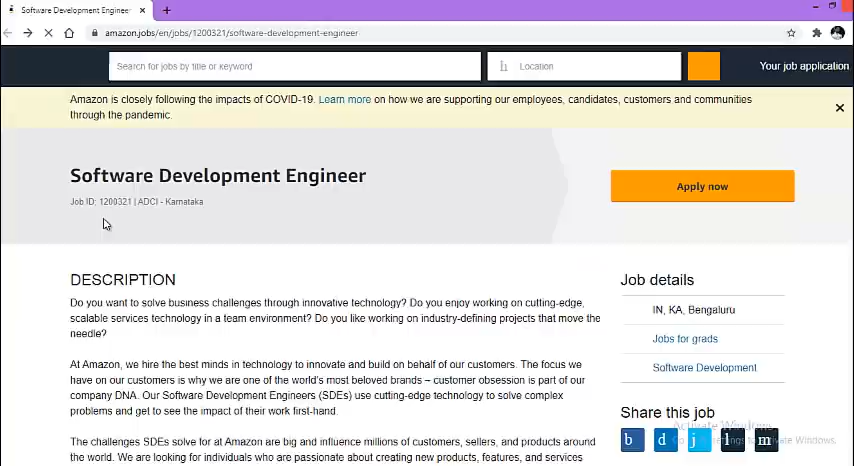 Software Development Engineer
amazon.jobs/en/jobs/1200321/software-development-engineer
Search for jobs by title or keyword
h Location
Your job application
Amazon is closely following the impacts of COVID-19. Learn more on how we are supporting our employees, candidates, customers and communities
through the pandemic.
Software Development Engineer
Job ID: 1200321 | ADCI - Karnataka
Apply now
DESCRIPTION
Do you want to solve business challenges through innovative technology? Do you enjoy working on cutting-edge,
scalable services technology in a team environment? Do you like working on industry-defining projects that move the
needle?
At Amazon, we hire the best minds in technology to innovate and build on behalf of our customers. The focus we
have on our customers is why we are one of the world's most beloved brands – customer obsession is part of our
company DNA. Our Software Development Engineers (SDEs) use cutting-edge technology to solve complex
problems and get to see the impact of their work first-hand.
The challenges SDEs solve for at Amazon are big and influence millions of customers, sellers, and products around
the world. We are looking for individuals who are passionate about creating new products, features, and services
Job details
IN, KA, Bengaluru
Jobs for grads
Software Development
Share this job
b d j l m
Activate Windows
Go to Settings to activate Windows.